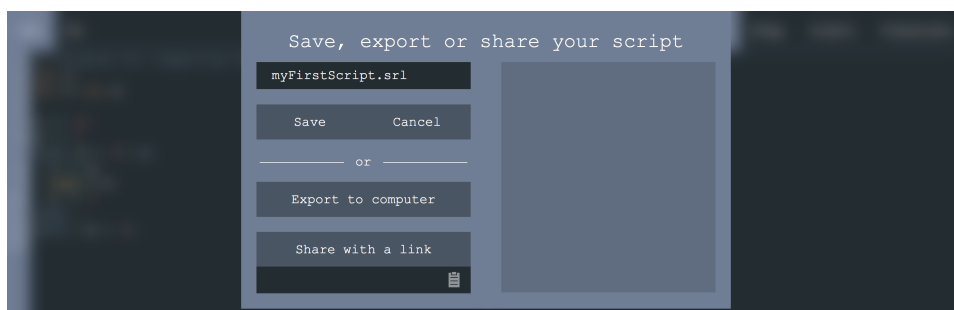 Save, export or share your script
myFirstScript.srl
Save Cancel
or
Export to computer
Share with a link